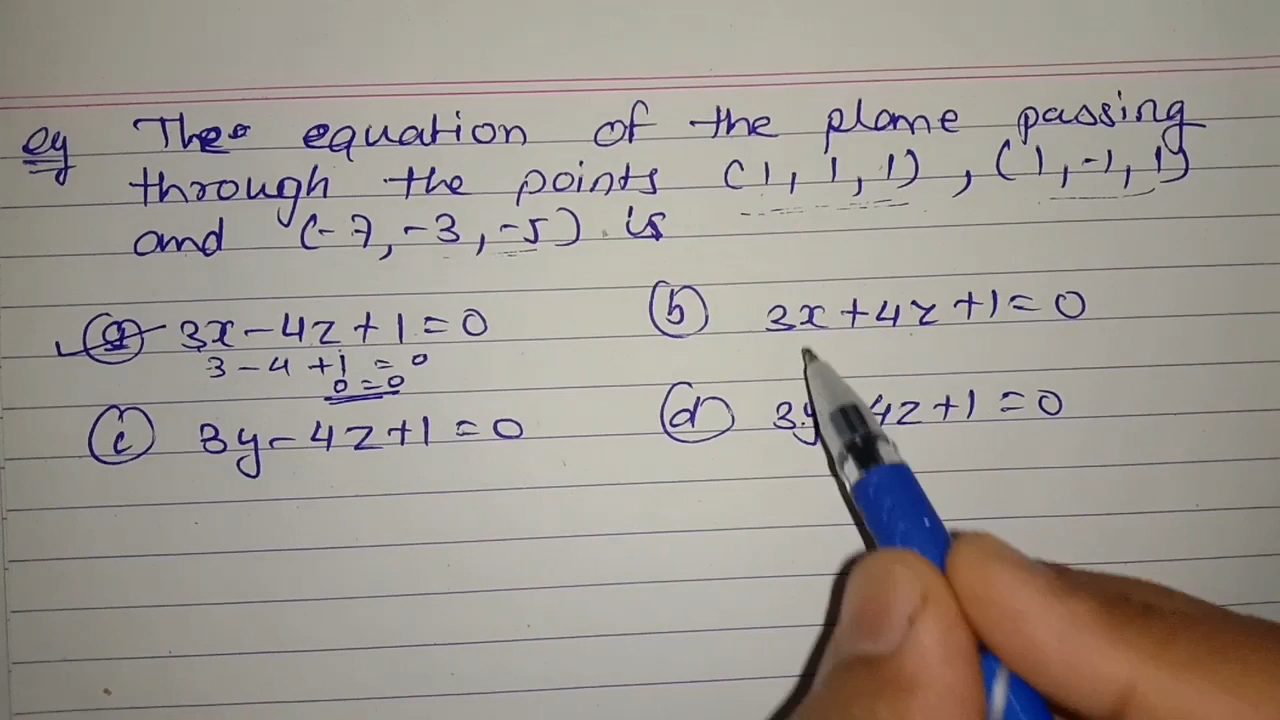 eg The equation of the plane passing
through the points (1, 1, 1), (1, -1, 1)
and (-7, -3, -5) is
(a) 3x - 4z + 1 = 0 (b) 3x + 4z + 1 = 0
3 - 4 + 1 = 0
0 = 0
(c) 3y - 4z + 1 = 0 (d) 3y 4z + 1 = 0